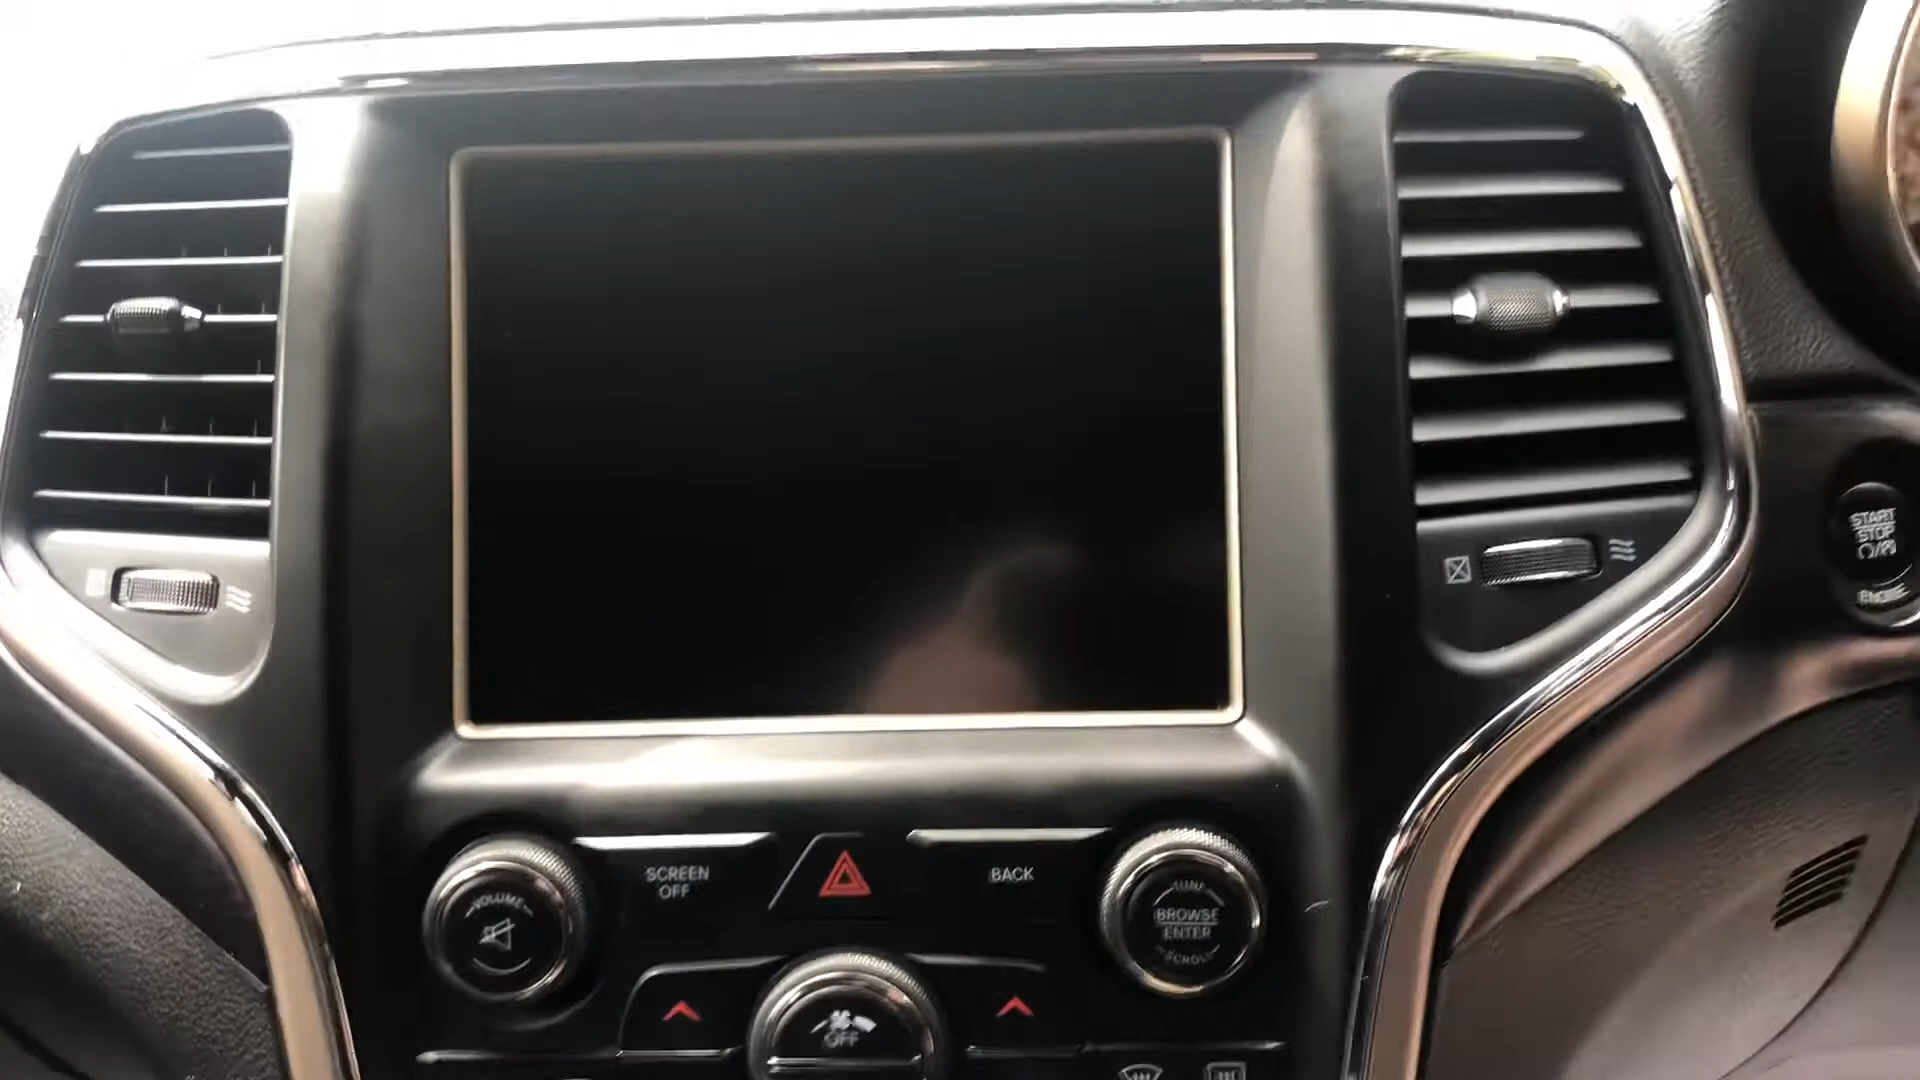 START
STOP
ENGINE
VOLUME
SCREEN
OFF
BACK
TUNE
BROWSE
ENTER
SCROLL
OFF